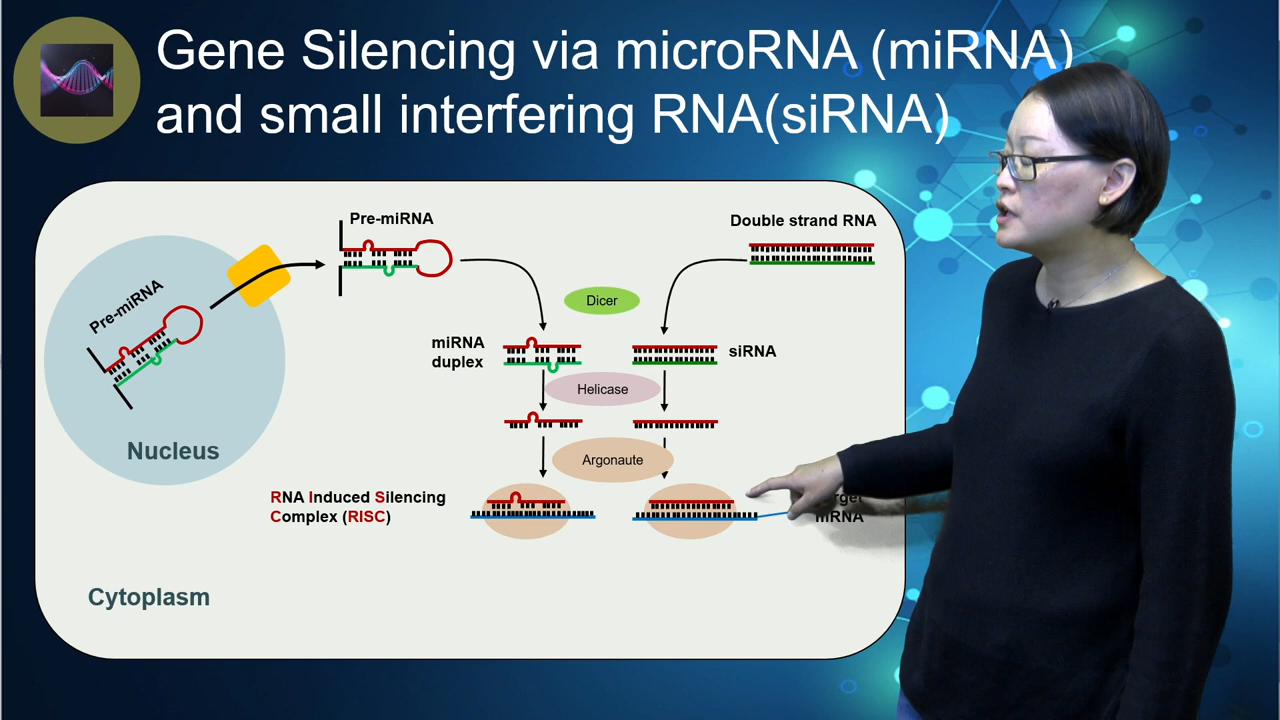 Gene Silencing via microRNA (miRNA)
and small interfering RNA(siRNA)
Pre-miRNA
Double strand RNA
Pre-miRNA
Dicer
miRNA
duplex
siRNA
Helicase
Nucleus
Argonaute
RNA Induced Silencing
Complex (RISC)
mRNA
Cytoplasm